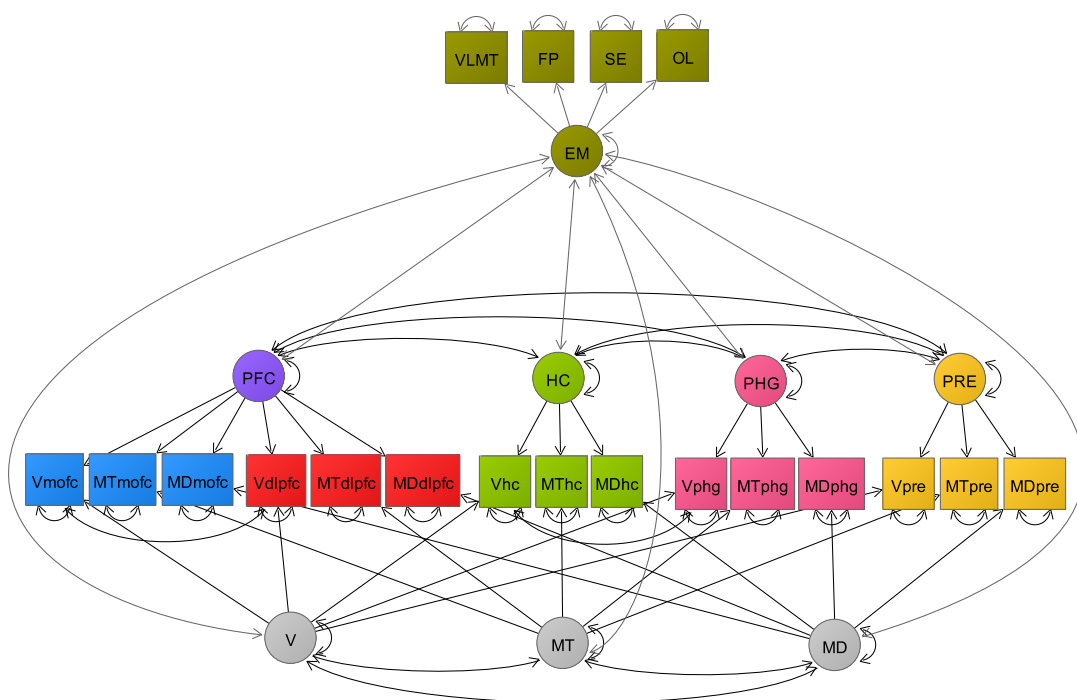 VLMT FP SE OL
EM
PFC HC PHG PRE
Vmofc MTmofc MDmofc Vdlpfc MTdlpfc MDdlpfc Vhc MThc MDhc Vphg MTphg MDphg Vpre MTpre MDpre
V MT MD